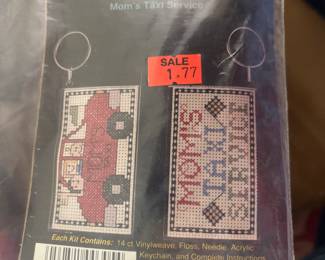 Mom's Taxi Service
SALE
1.77
MOM'S
MOM'S
TAXI
SERVICE
Each Kit Contains: 14 ct Vinylweave, Floss, Needle, Acrylic
Keychain, and Complete Instructions